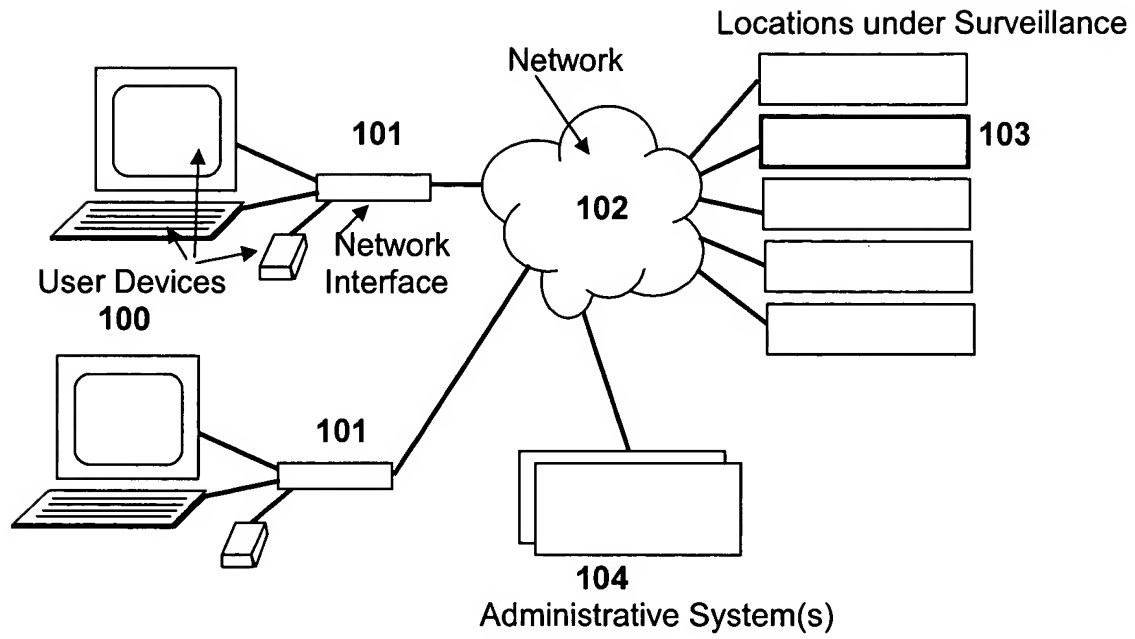 Locations under Surveillance
Network
101
103
102
Network
Interface
User Devices
100
101
104
Administrative System(s)